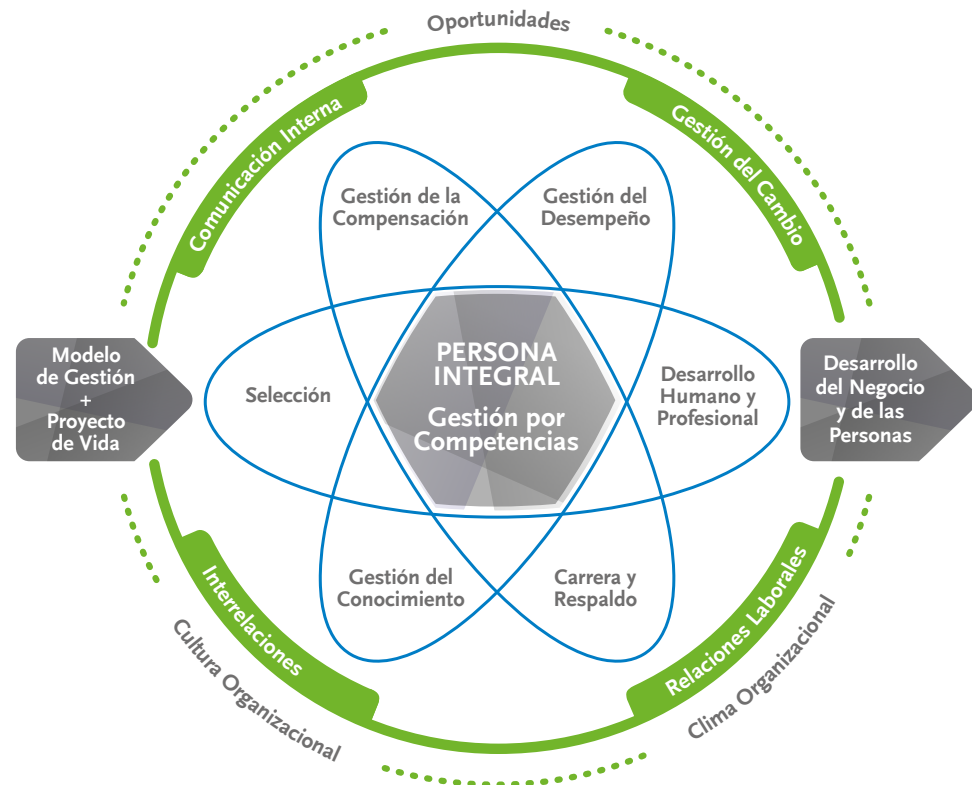 Oportunidades
Comunicación Interna
Gestión del Cambio
Gestión de la
Compensación
Gestión del
Desempeño
Modelo
de Gestión
+
Proyecto
de Vida
Selección
PERSONA
INTEGRAL
Gestión por
Competencias
Desarrollo
Humano y
Profesional
Desarrollo
del Negocio
y de las
Personas
Gestión del
Conocimiento
Carrera y
Respaldo
Interrelaciones
Relaciones Laborales
Cultura Organizacional
Clima Organizacional